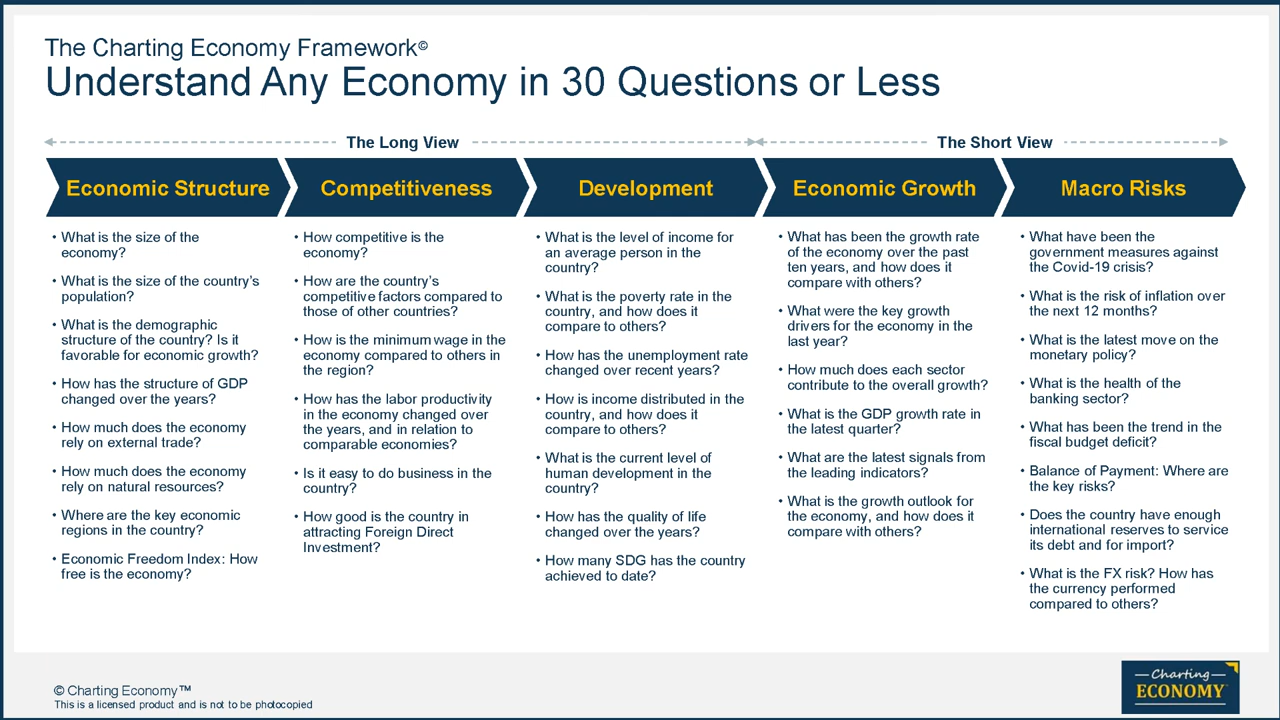 The Charting Economy Framework©
Understand Any Economy in 30 Questions or Less
The Long View
The Short View
Economic Structure
Competitiveness
Development
Economic Growth
Macro Risks
• What is the size of the
economy?
• What is the size of the country's
population?
• What is the demographic
structure of the country? Is it
favorable for economic growth?
• How has the structure of GDP
changed over the years?
• How much does the economy
rely on external trade?
• How much does the economy
rely on natural resources?
• Where are the key economic
regions in the country?
• Economic Freedom Index: How
free is the economy?
• How competitive is the
economy?
• How are the country's
competitive factors compared to
those of other countries?
• How is the minimum wage in the
economy compared to others in
the region?
• How has the labor productivity
in the economy changed over
the years, and in relation to
comparable economies?
• Is it easy to do business in the
country?
• How good is the country in
attracting Foreign Direct
Investment?
• What is the level of income for
an average person in the
country?
• What is the poverty rate in the
country, and how does it
compare to others?
• How has the unemployment rate
changed over recent years?
• How is income distributed in the
country, and how does it
compare to others?
• What is the current level of
human development in the
country?
• How has the quality of life
changed over the years?
• How many SDG has the country
achieved to date?
• What has been the growth rate
of the economy over the past
ten years, and how does it
compare with others?
• What were the key growth
drivers for the economy in the
last year?
• How much does each sector
contribute to the overall growth?
• What is the GDP growth rate in
the latest quarter?
• What are the latest signals from
the leading indicators?
• What is the growth outlook for
the economy, and how does it
compare with others?
• What have been the
government measures against
the Covid-19 crisis?
• What is the risk of inflation over
the next 12 months?
• What is the latest move on the
monetary policy?
• What is the health of the
banking sector?
• What has been the trend in the
fiscal budget deficit?
• Balance of Payment: Where are
the key risks?
• Does the country have enough
international reserves to service
its debt and for import?
• What is the FX risk? How has
the currency performed
compared to others?
© Charting Economy™
This is a licensed product and is not to be photocopied
Charting
ECONOMY